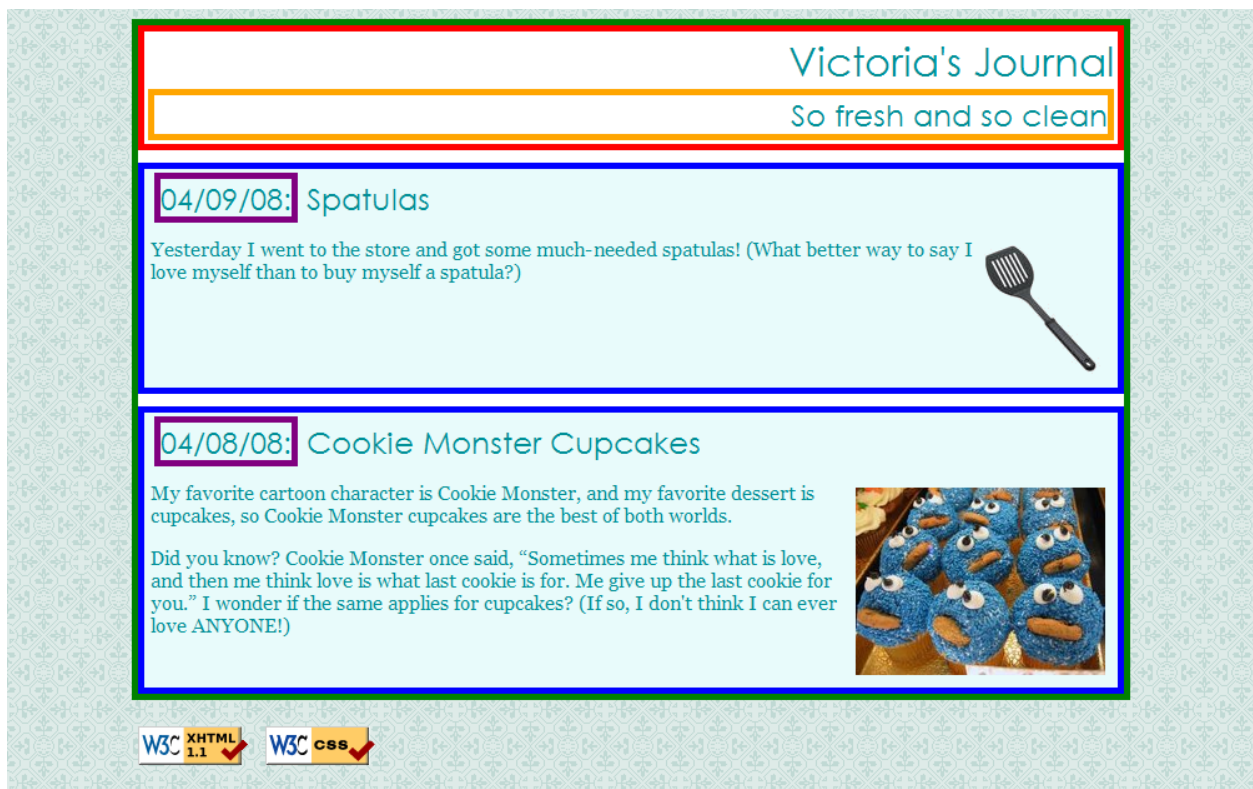 Victoria's Journal
So fresh and so clean
04/09/08: Spatulas
Yesterday I went to the store and got some much-needed spatulas! (What better way to say I
love myself than to buy myself a spatula?)
04/08/08: Cookie Monster Cupcakes
My favorite cartoon character is Cookie Monster, and my favorite dessert is
cupcakes, so Cookie Monster cupcakes are the best of both worlds.
Did you know? Cookie Monster once said, “Sometimes me think what is love,
and then me think love is what last cookie is for. Me give up the last cookie for
you.” I wonder if the same applies for cupcakes? (If so, I don't think I can ever
love ANYONE!)
W3C XHTML 1.1 W3C css